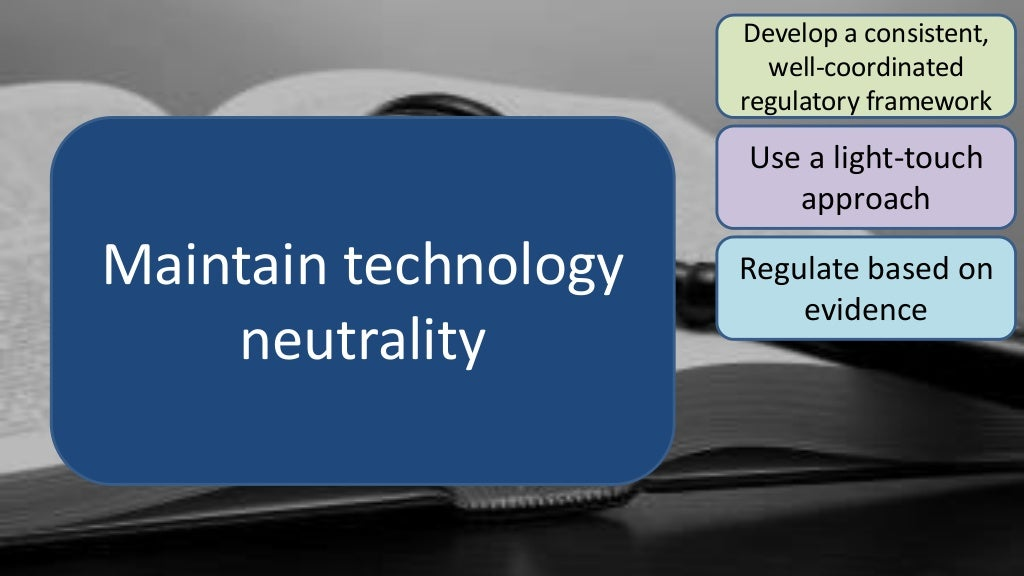 Maintain technology
neutrality
Develop a consistent,
well-coordinated
regulatory framework
Use a light-touch
approach
Regulate based on
evidence